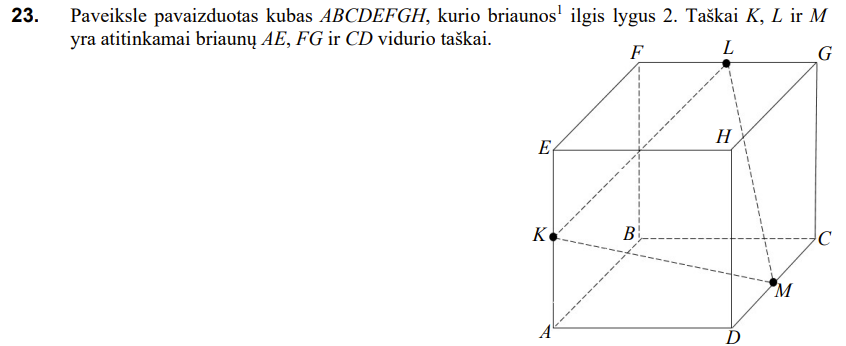 23. Paveiksle pavaizduotas kubas ABCDEFGH, kurio briaunos¹ ilgis lygus 2. Taškai K, L ir M
yra atitinkamai briaunų AE, FG ir CD vidurio taškai.
F
L
G
E
H
K
B
C
M
A
D